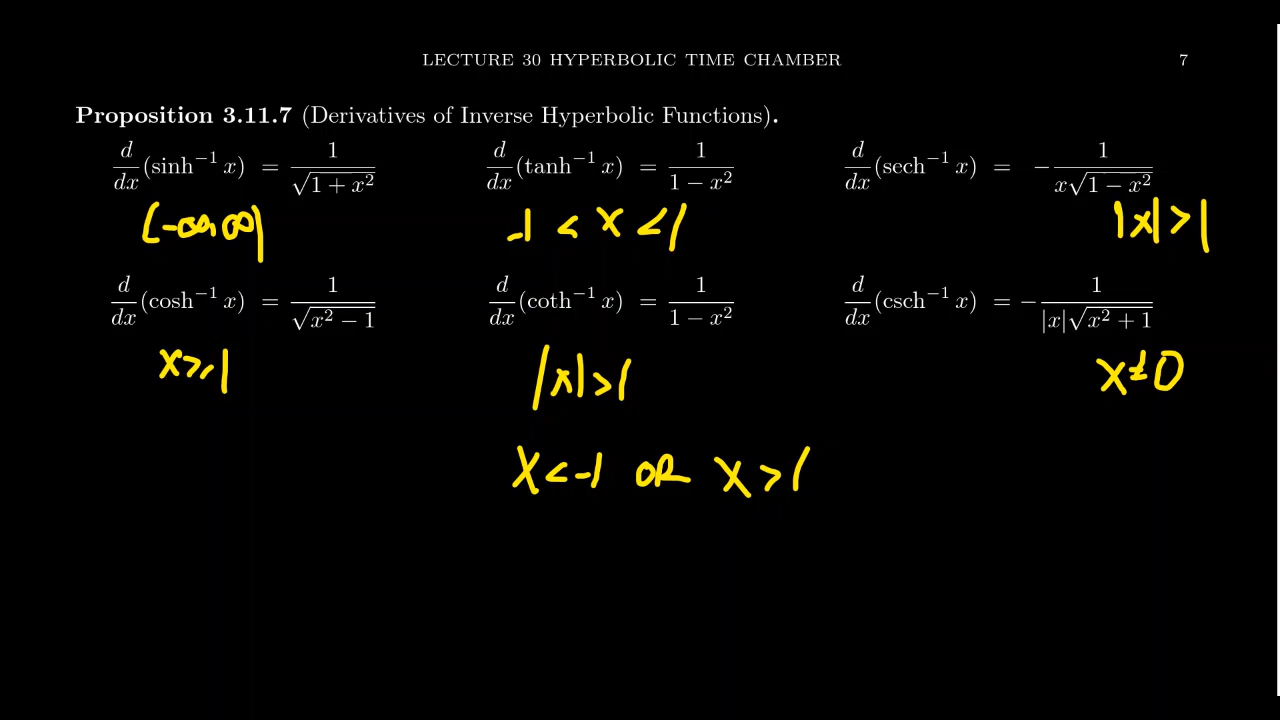 LECTURE 30 HYPERBOLIC TIME CHAMBER 7
Proposition 3.11.7 (Derivatives of Inverse Hyperbolic Functions).
d/dx (sinh⁻¹ x) = 1/√(1 + x²)    d/dx (tanh⁻¹ x) = 1/(1 − x²)    d/dx (sech⁻¹ x) = − 1/(x√(1 − x²))
(-∞,∞)    -1 < x < 1    |x| > 1
d/dx (cosh⁻¹ x) = 1/√(x² − 1)    d/dx (coth⁻¹ x) = 1/(1 − x²)    d/dx (csch⁻¹ x) = − 1/(|x|√(x² + 1))
x ≥ 1    |x| > 1    x ≠ 0
x < -1 OR x > 1